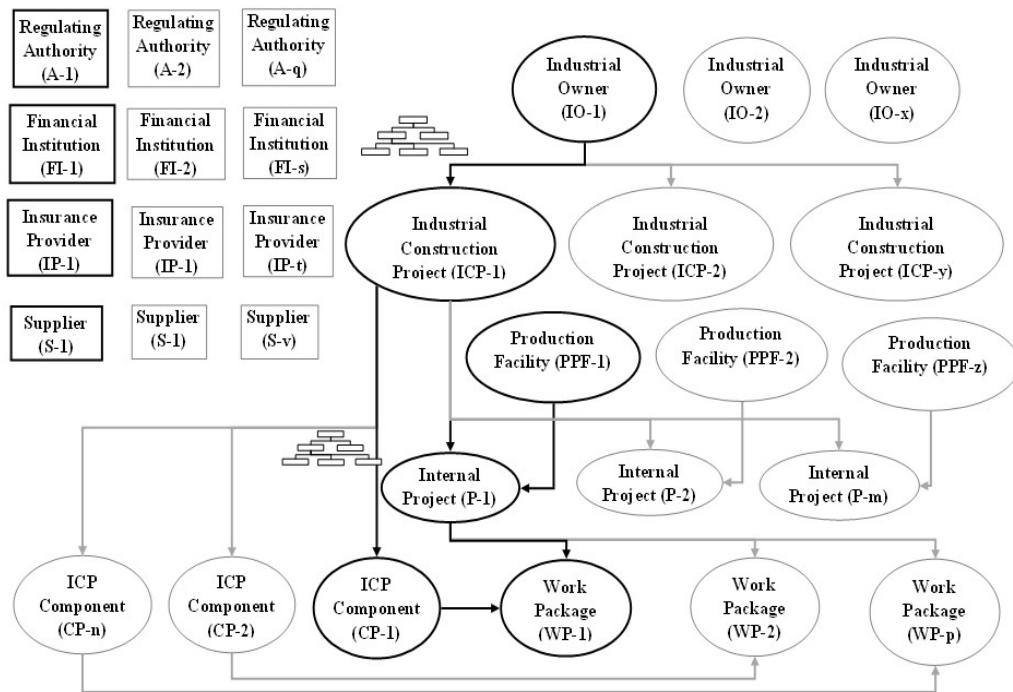 Regulating
Authority
(A-1)
Regulating
Authority
(A-2)
Regulating
Authority
(A-q)
Industrial
Owner
(IO-1)
Industrial
Owner
(IO-2)
Industrial
Owner
(IO-x)
Financial
Institution
(FI-1)
Financial
Institution
(FI-2)
Financial
Institution
(FI-s)
Insurance
Provider
(IP-1)
Insurance
Provider
(IP-1)
Insurance
Provider
(IP-t)
Industrial
Construction
Project (ICP-1)
Industrial
Construction
Project (ICP-2)
Industrial
Construction
Project (ICP-y)
Supplier
(S-1)
Supplier
(S-1)
Supplier
(S-v)
Production
Facility (PPF-1)
Production
Facility (PPF-2)
Production
Facility (PPF-z)
Internal
Project (P-1)
Internal
Project (P-2)
Internal
Project (P-m)
ICP
Component
(CP-n)
ICP
Component
(CP-2)
ICP
Component
(CP-1)
Work
Package
(WP-1)
Work
Package
(WP-2)
Work
Package
(WP-p)